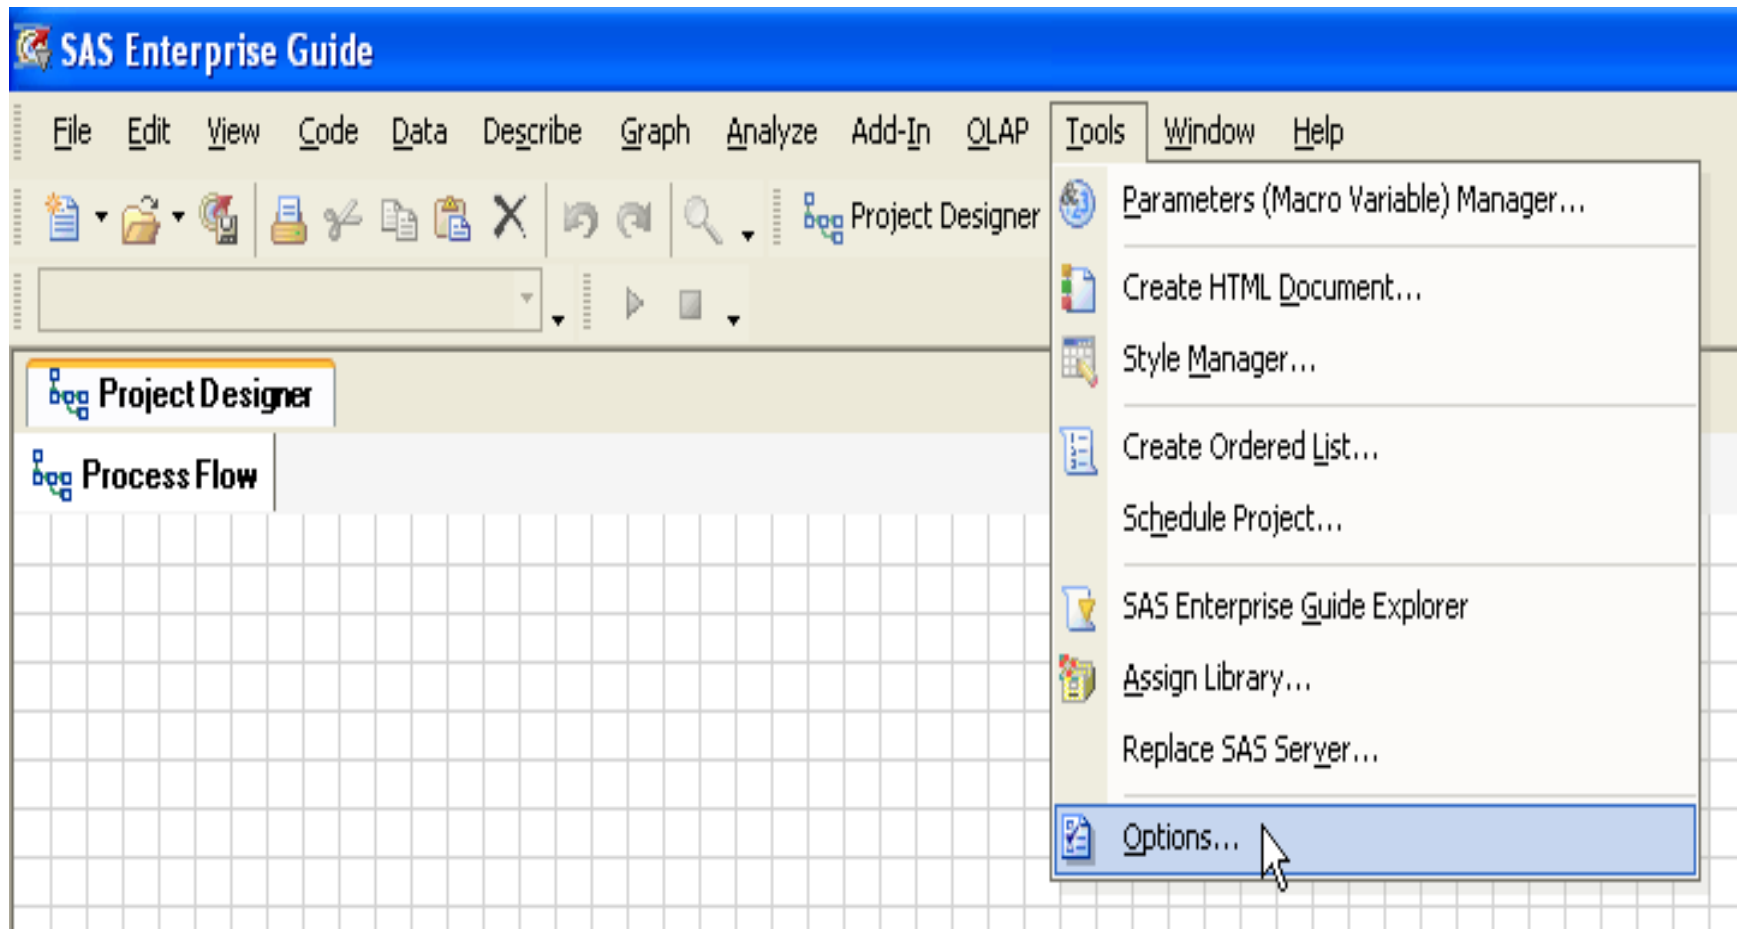 SAS Enterprise Guide
File Edit View Code Data Describe Graph Analyze Add-In OLAP Tools Window Help
Project Designer
Parameters (Macro Variable) Manager...
Create HTML Document...
Style Manager...
Create Ordered List...
Schedule Project...
SAS Enterprise Guide Explorer
Assign Library...
Replace SAS Server...
Options...
Project Designer
Process Flow